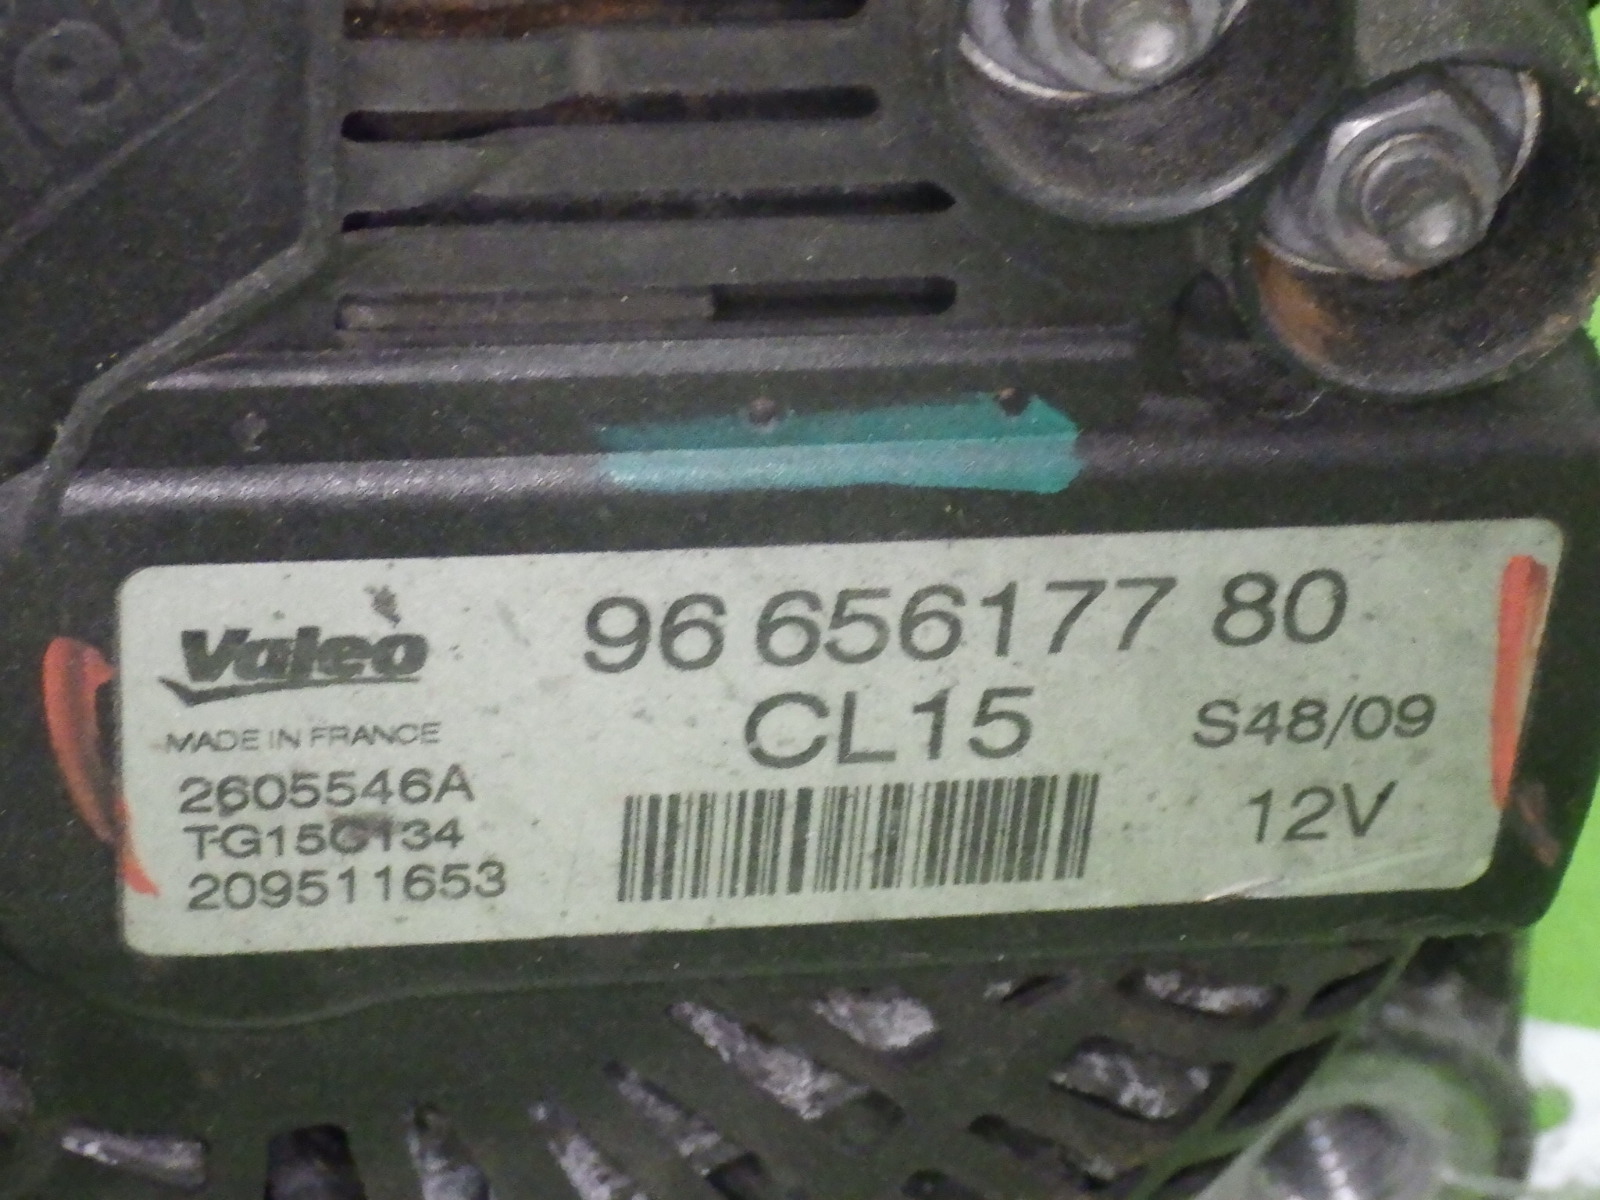 Valeo
96 656177 80
CL15
S48/09
MADE IN FRANCE
2605546A
TG15C134
209511653
12V